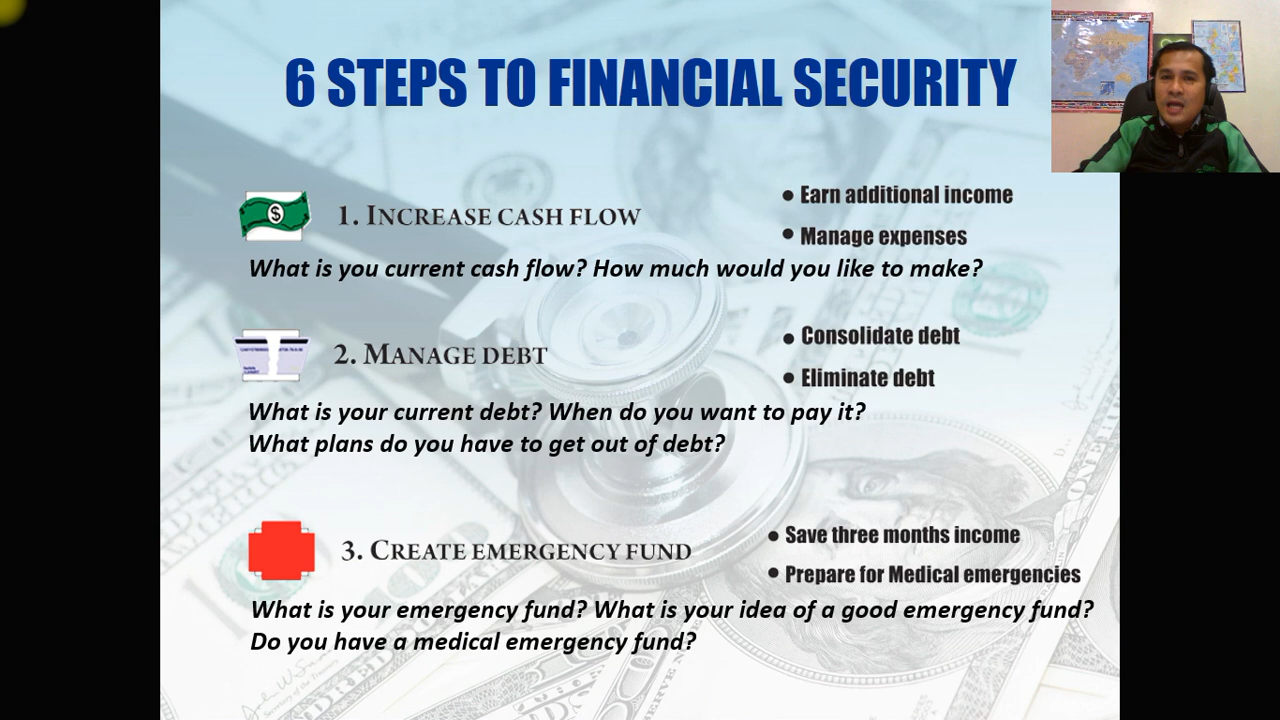 6 STEPS TO FINANCIAL SECURITY
1. INCREASE CASH FLOW
• Earn additional income
• Manage expenses
What is you current cash flow? How much would you like to make?
2. MANAGE DEBT
• Consolidate debt
• Eliminate debt
What is your current debt? When do you want to pay it?
What plans do you have to get out of debt?
3. CREATE EMERGENCY FUND
• Save three months income
• Prepare for Medical emergencies
What is your emergency fund? What is your idea of a good emergency fund?
Do you have a medical emergency fund?